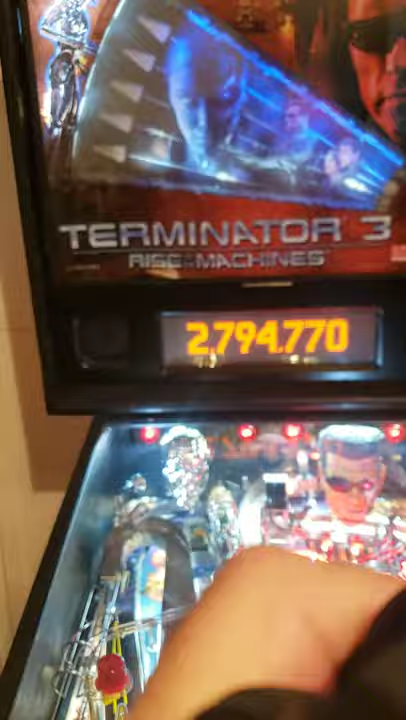 TERMINATOR 3
RISE OF THE MACHINES
2,794,770